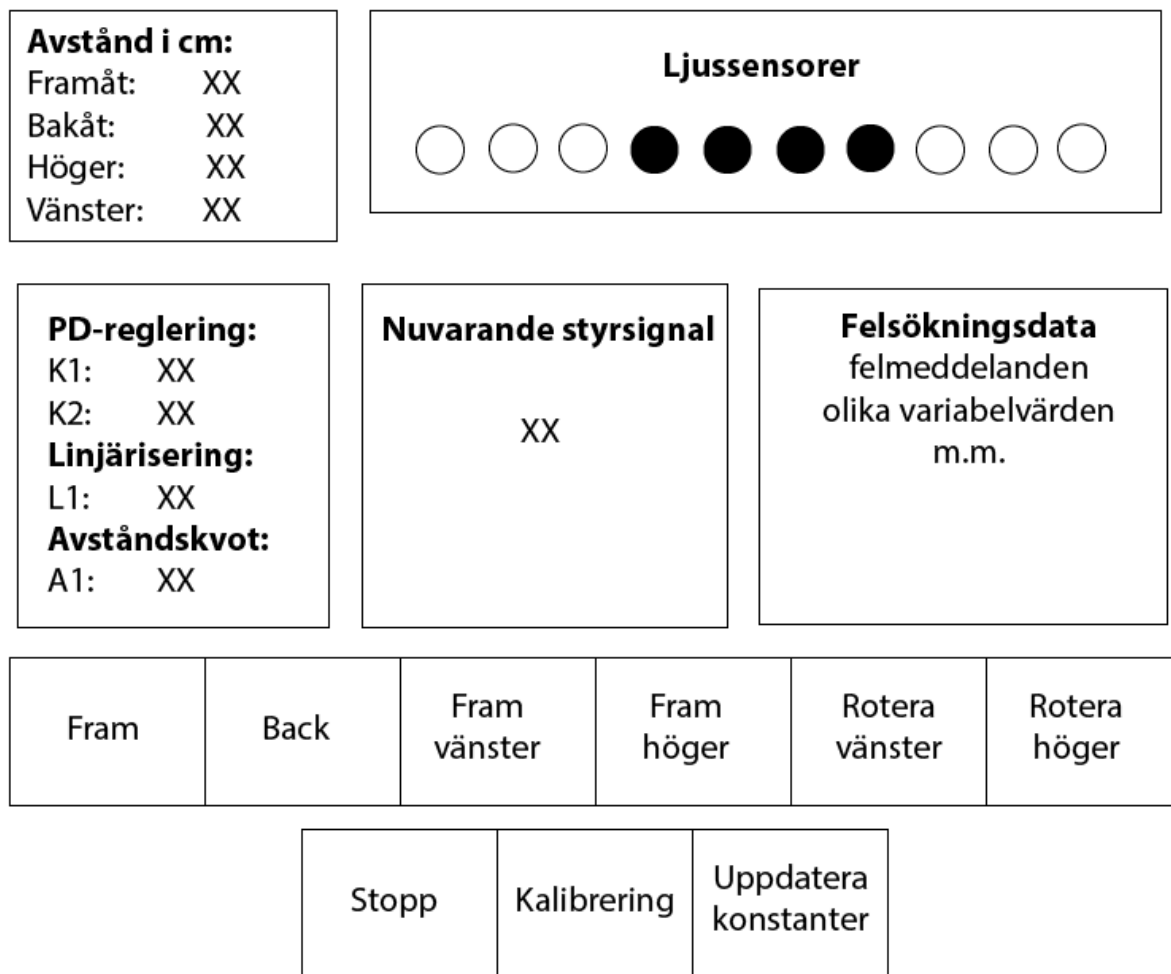 Avstånd i cm:
Framåt: XX
Bakåt: XX
Höger: XX
Vänster: XX
Ljussensorer
PD-reglering:
K1: XX
K2: XX
Linjärisering:
L1: XX
Avståndskvot:
A1: XX
Nuvarande styrsignal
XX
Felsökningsdata
felmeddelanden
olika variabelvärden
m.m.
Fram
Back
Fram
vänster
Fram
höger
Rotera
vänster
Rotera
höger
Stopp
Kalibrering
Uppdatera
konstanter